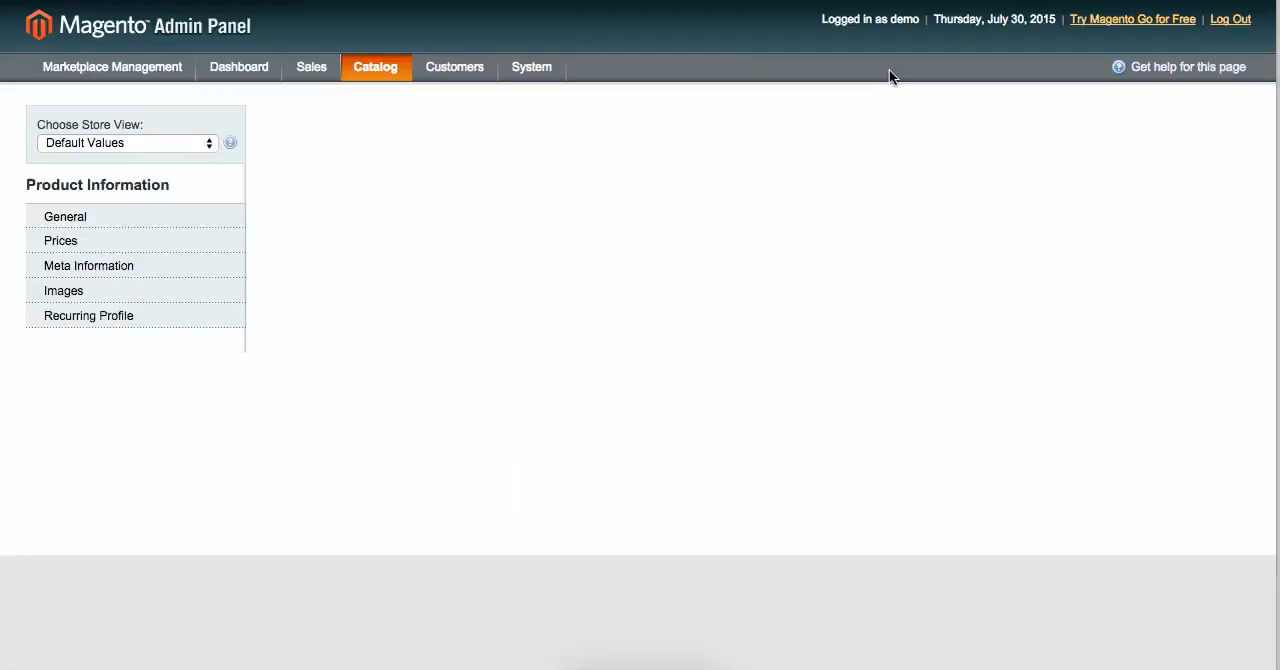 Magento Admin Panel
Logged in as demo | Thursday, July 30, 2015 | Try Magento Go for Free | Log Out
Marketplace Management Dashboard Sales Catalog Customers System Get help for this page
Choose Store View:
Default Values
Product Information
General
Prices
Meta Information
Images
Recurring Profile